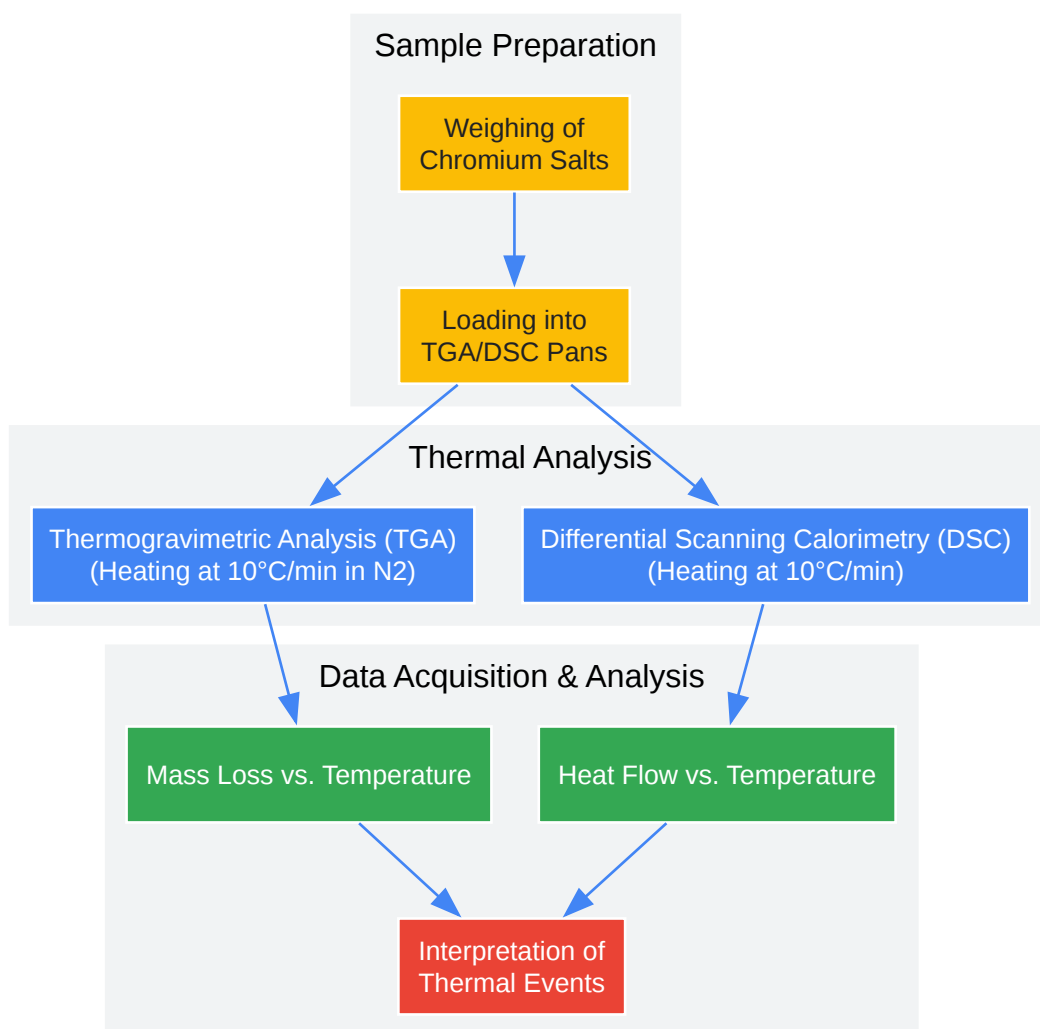 Sample Preparation
Weighing of
Chromium Salts
Loading into
TGA/DSC Pans
Thermal Analysis
Thermogravimetric Analysis (TGA)
(Heating at 10°C/min in N2)
Differential Scanning Calorimetry (DSC)
(Heating at 10°C/min)
Data Acquisition & Analysis
Mass Loss vs. Temperature
Heat Flow vs. Temperature
Interpretation of
Thermal Events